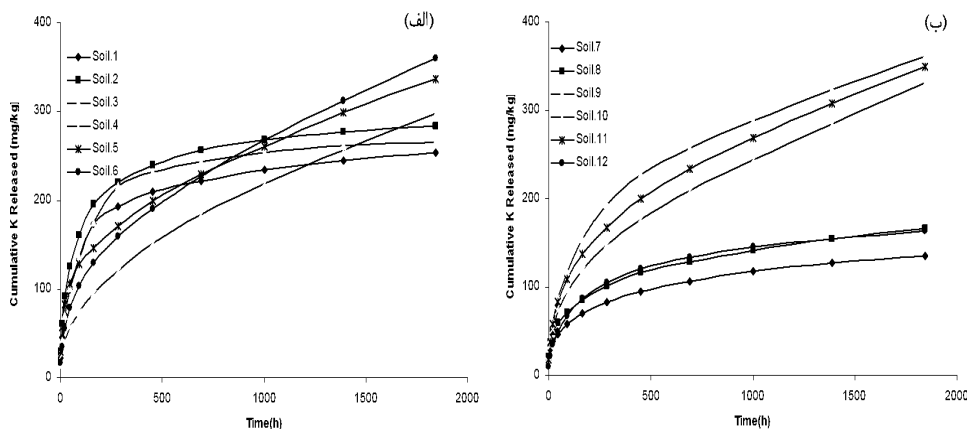 (الف)
400
300
200
100
0
Cumulative K Released (mg/kg)
Soil.1
Soil.2
Soil.3
Soil.4
Soil.5
Soil.6
0 500 1000 1500 2000
Time(h)
(ب)
400
300
200
100
0
Cumulative K Released (mg/kg)
Soil.7
Soil.8
Soil.9
Soil.10
Soil.11
Soil.12
0 500 1000 1500 2000
Time(h)